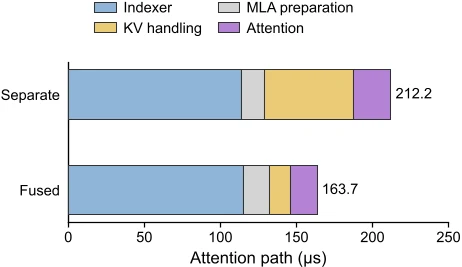 Indexer
MLA preparation
KV handling
Attention
Separate
212.2
Fused
163.7
0
50
100
150
200
250
Attention path (μs)